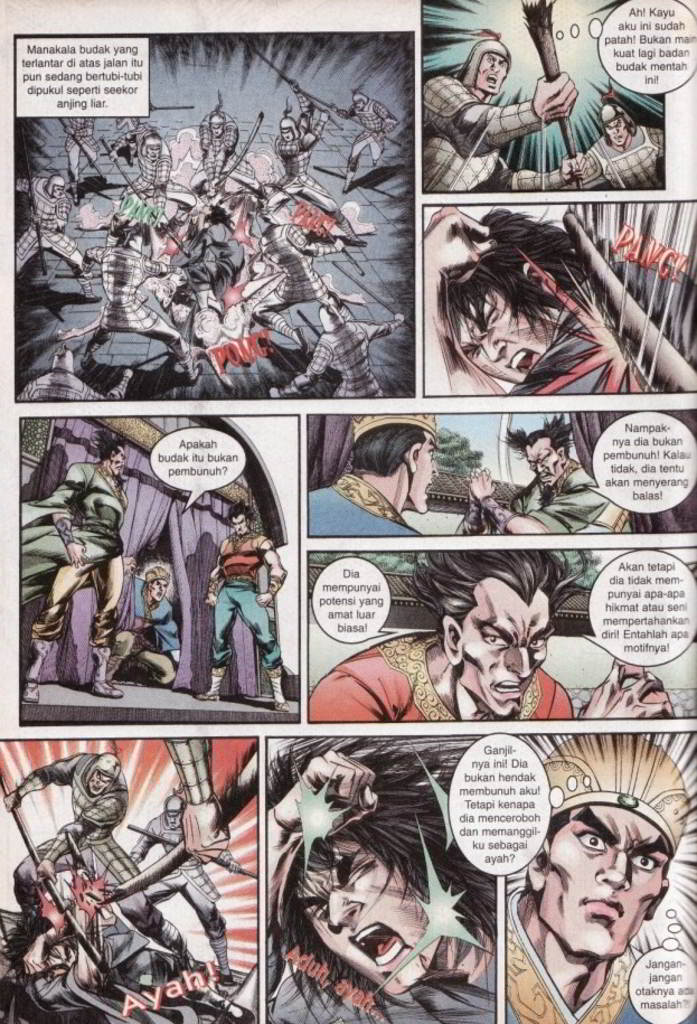 Manakala budak yang
terlantar di atas jalan itu
pun sedang bertubi-tubi
dipukul seperti seekor
anjing liar.
PANG!
PANG!
PONG!
Ah! Kayu
aku ini sudah
patah! Bukan main
kuat lagi badan
budak mentah
ini!
PANG!
Apakah
budak itu bukan
pembunuh?
Nampak-
nya dia bukan
pembunuh! Kalau
tidak, dia tentu
akan menyerang
balas!
Dia
mempunyai
potensi yang
amat luar
biasa!
Akan tetapi
dia tidak mem-
punyai apa-apa
hikmat atau seni
mempertahankan
diri! Entahlah apa
motifnya!
Ayah!
Aduh, ayah...
Ganjil-
nya ini! Dia
bukan hendak
membunuh aku!
Tetapi kenapa
dia menceroboh
dan memanggil-
ku sebagai
ayah?
Jangan-
jangan
otaknya ada
masalah?